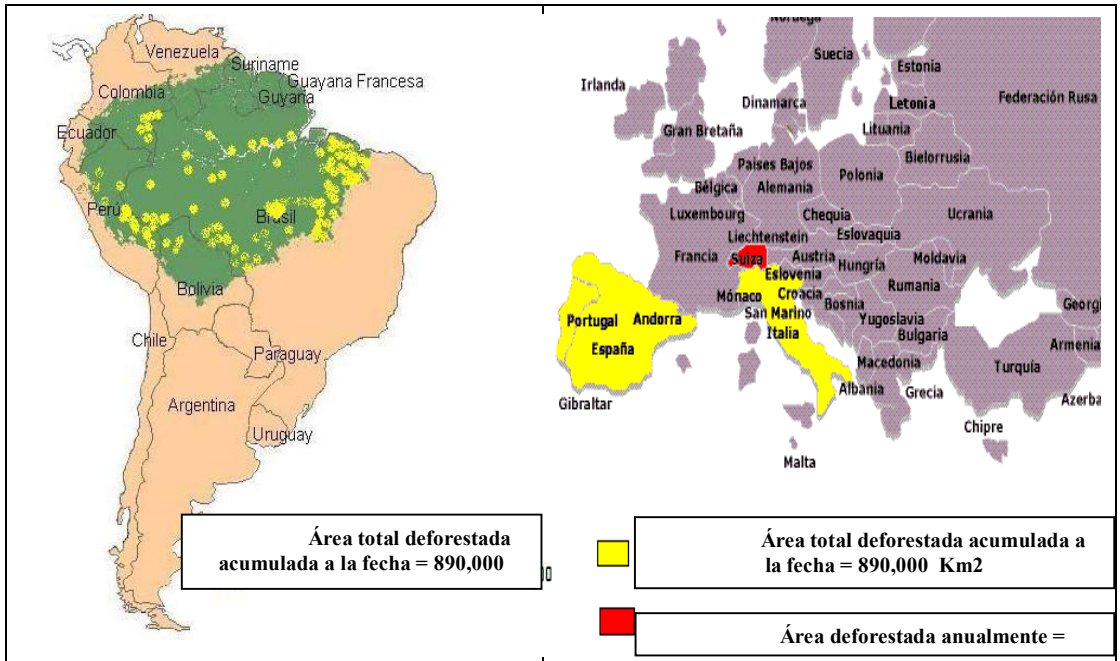 Venezuela
Suriname
Guayana Francesa
Guyana
Colombia
Ecuador
Perú
Brasil
Bolivia
Chile
Paraguay
Argentina
Uruguay
Área total deforestada
acumulada a la fecha = 890,000
Noruega
Suecia
Estonia
Irlanda
Dinamarca
Letonia
Federación Rusa
Gran Bretaña
Lituania
Bielorrusia
Países Bajos
Polonia
Bélgica
Alemania
Luxembourg
Chequia
Ucrania
Liechtenstein
Eslovaquia
Francia
Suiza
Austria
Moldavia
Eslovenia
Hungría
Rumania
Mónaco
Croacia
Bosnia
Georgi
San Marino
Yugoslavia
Portugal
Andorra
Italia
Bulgaria
Armenia
España
Macedonia
Turquía
Albania
Grecia
Azerba
Gibraltar
Chipre
Malta
Área total deforestada acumulada a
la fecha = 890,000 Km2
Área deforestada anualmente =